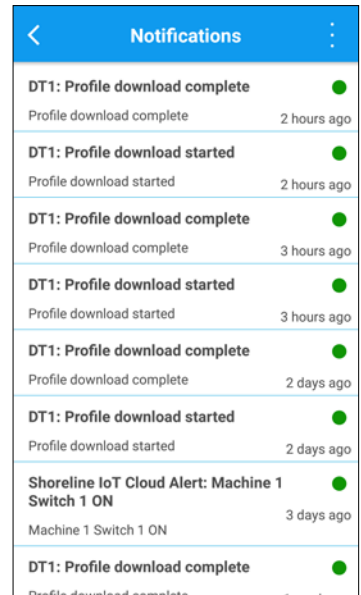 Notifications
DT1: Profile download complete
Profile download complete
2 hours ago
DT1: Profile download started
Profile download started
2 hours ago
DT1: Profile download complete
Profile download complete
3 hours ago
DT1: Profile download started
Profile download started
3 hours ago
DT1: Profile download complete
Profile download complete
2 days ago
DT1: Profile download started
Profile download started
2 days ago
Shoreline IoT Cloud Alert: Machine 1
Switch 1 ON
3 days ago
Machine 1 Switch 1 ON
DT1: Profile download complete
Profile download complete